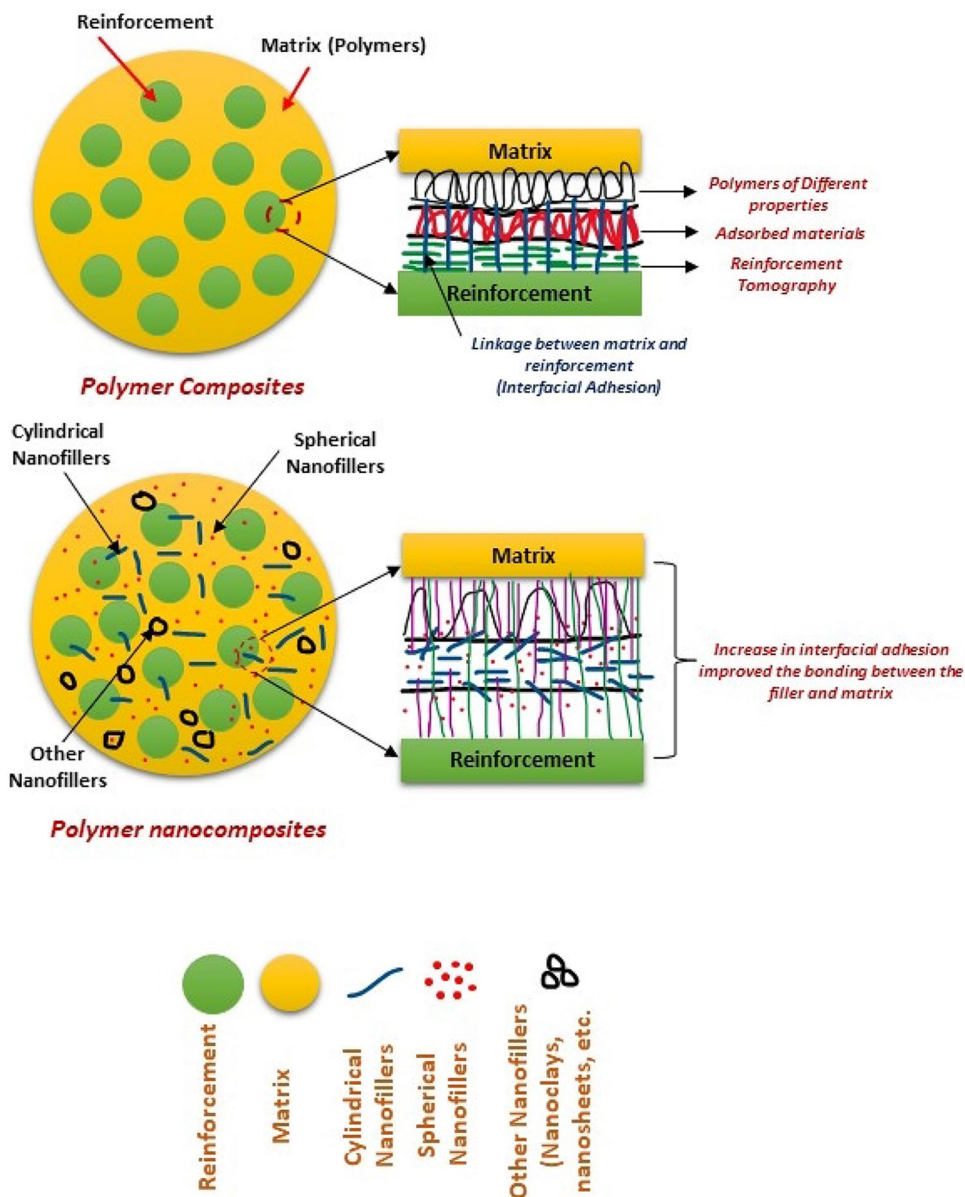 Reinforcement
Matrix (Polymers)
Matrix
Polymers of Different
properties
Adsorbed materials
Reinforcement
Tomography
Reinforcement
Linkage between matrix and
reinforcement
(Interfacial Adhesion)
Polymer Composites
Cylindrical
Nanofillers
Spherical
Nanofillers
Matrix
Increase in interfacial adhesion
improved the bonding between the
filler and matrix
Reinforcement
Other
Nanofillers
Polymer nanocomposites
Reinforcement
Matrix
Cylindrical
Nanofillers
Spherical
Nanofillers
Other Nanofillers
(Nanoclays,
nanosheets, etc.